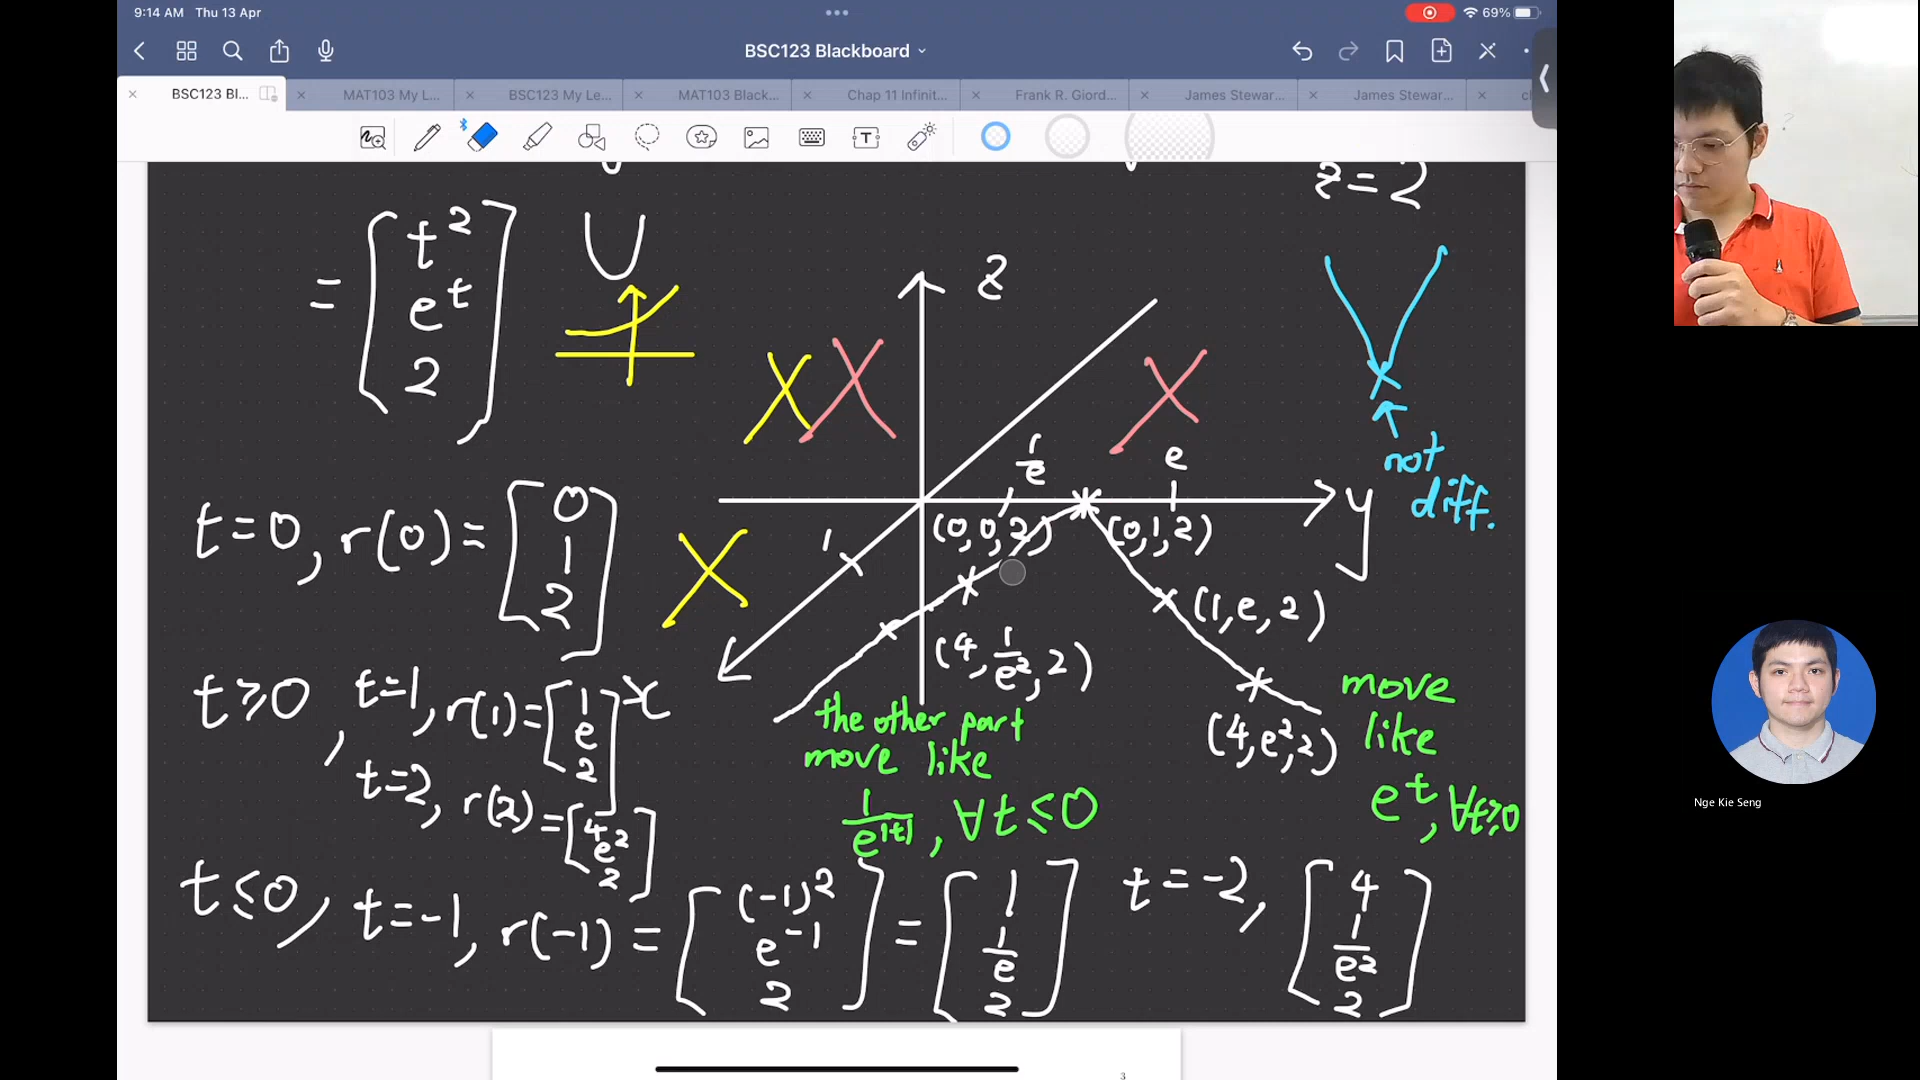 9:14 AM Thu 13 Apr
69%
BSC123 Blackboard
BSC123 Bl...
MAT103 My L...
BSC123 My Le...
MAT103 Black...
Chap 11 Infinit...
Frank R. Giord...
James Stewar...
James Stewar...
z = 2
= [t² e^t 2]
z
y
x
1
1/e
e
(0,0,2)
(0,1,2)
(1,e,2)
(4,e²,2)
(4,1/e²,2)
not
diff.
t=0, r(0)= [0 1 2]
t≥0, t=1, r(1)= [1 e 2]
t=2, r(2)= [4 e² 2]
the other part
move like
1/e^|t|, ∀t≤0
move
like
e^t, ∀t≥0
t≤0, t=-1, r(-1) = [(-1)² e^-1 2] = [1 1/e 2]
t=-2, [4 1/e² 2]
3
Nge Kie Seng